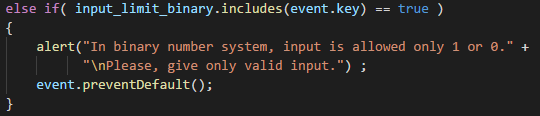 else if( input_limit_binary.includes(event.key) == true )
{
alert("In binary number system, input is allowed only 1 or 0." +
"\nPlease, give only valid input.") ;
event.preventDefault();
}